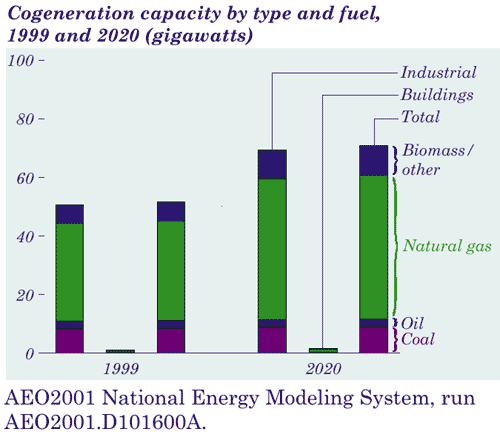 Cogeneration capacity by type and fuel,
1999 and 2020 (gigawatts)
100
80
60
40
20
0
Industrial
Buildings
Total
Biomass/
other
Natural gas
Oil
Coal
1999
2020
AEO2001 National Energy Modeling System, run
AEO2001.D101600A.